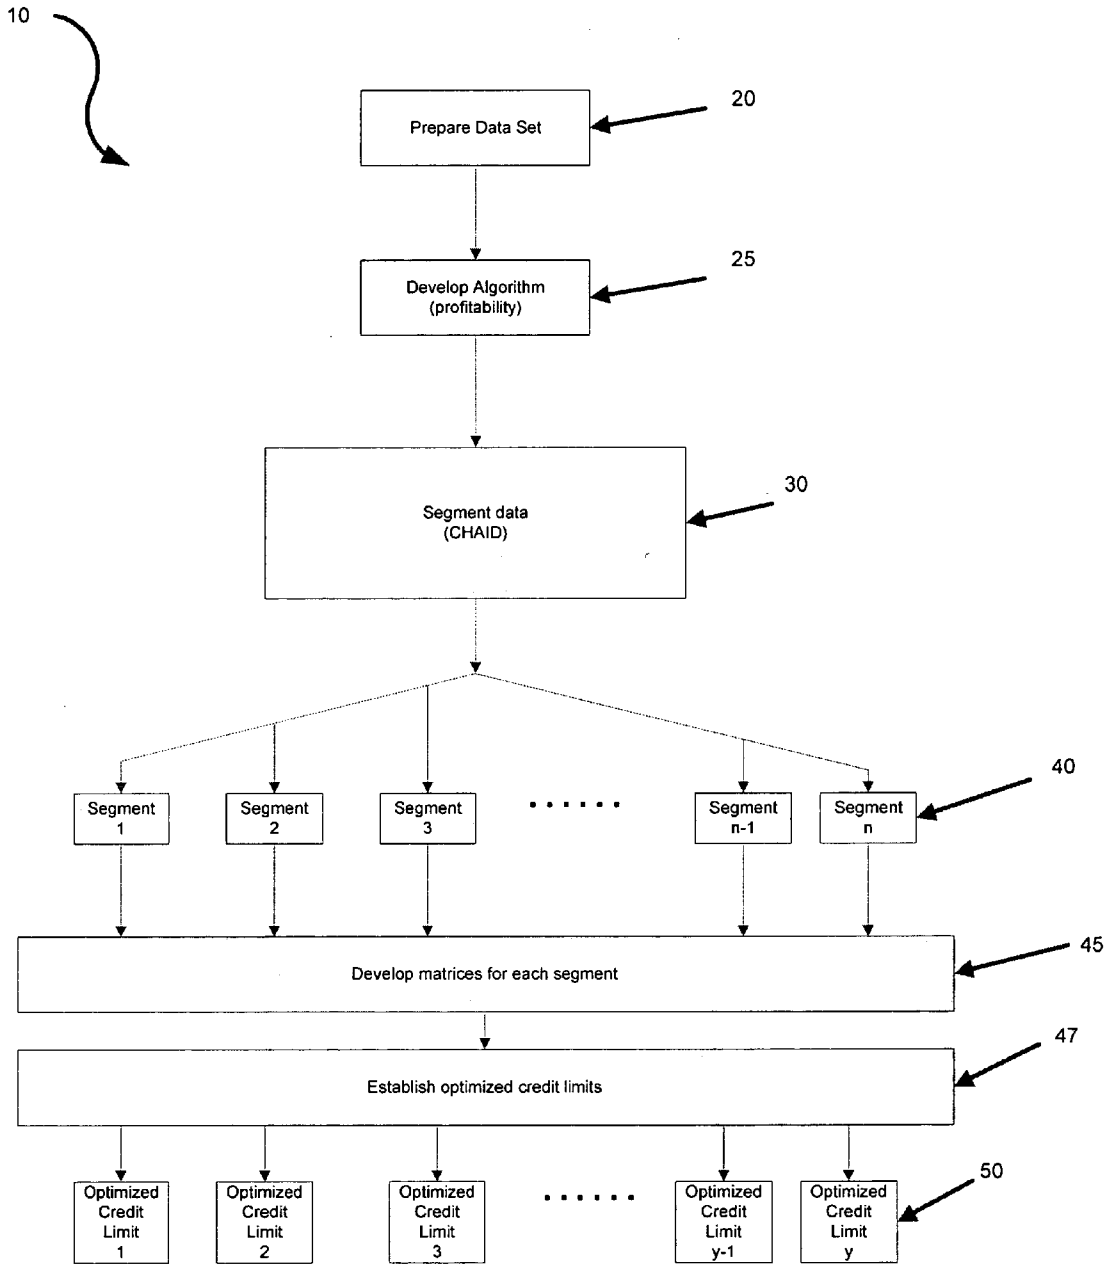 10
20
Prepare Data Set
25
Develop Algorithm
(profitability)
30
Segment data
(CHAID)
40
Segment
1
Segment
2
Segment
3
......
Segment
n-1
Segment
n
45
Develop matrices for each segment
47
Establish optimized credit limits
50
Optimized
Credit
Limit
1
Optimized
Credit
Limit
2
Optimized
Credit
Limit
3
......
Optimized
Credit
Limit
y-1
Optimized
Credit
Limit
y